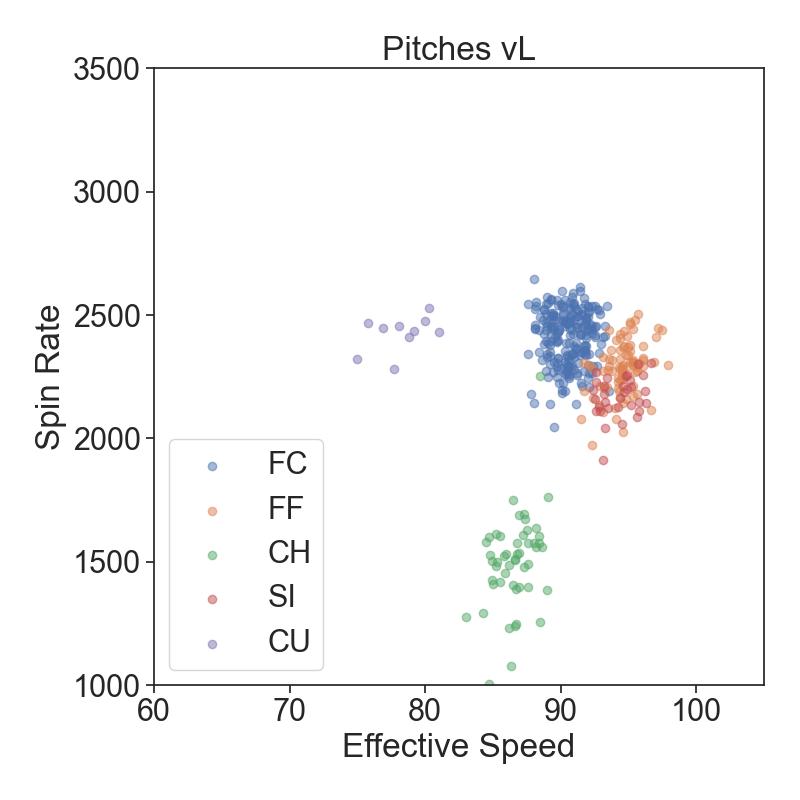 Pitches vL
3500
3000
2500
2000
1500
1000
Spin Rate
FC
FF
CH
SI
CU
60 70 80 90 100
Effective Speed